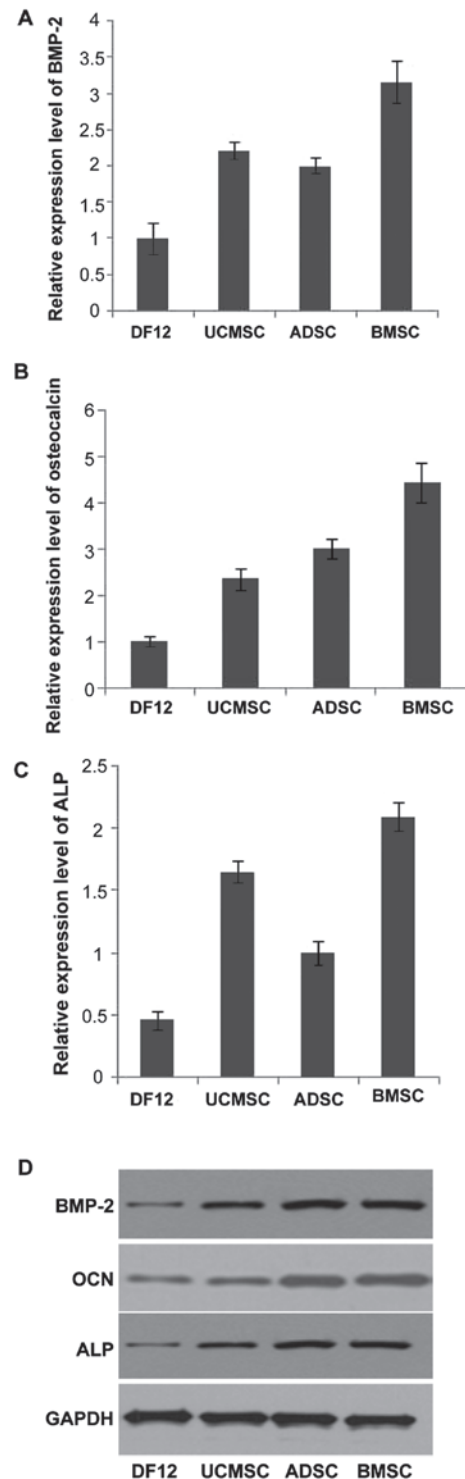 A
Relative expression level of BMP-2
4
3.5
3
2.5
2
1.5
1
0.5
0
DF12 UCMSC ADSC BMSC
B
Relative expression level of osteocalcin
6
5
4
3
2
1
0
DF12 UCMSC ADSC BMSC
C
Relative expression level of ALP
2.5
2
1.5
1
0.5
0
DF12 UCMSC ADSC BMSC
D
BMP-2
OCN
ALP
GAPDH
DF12 UCMSC ADSC BMSC